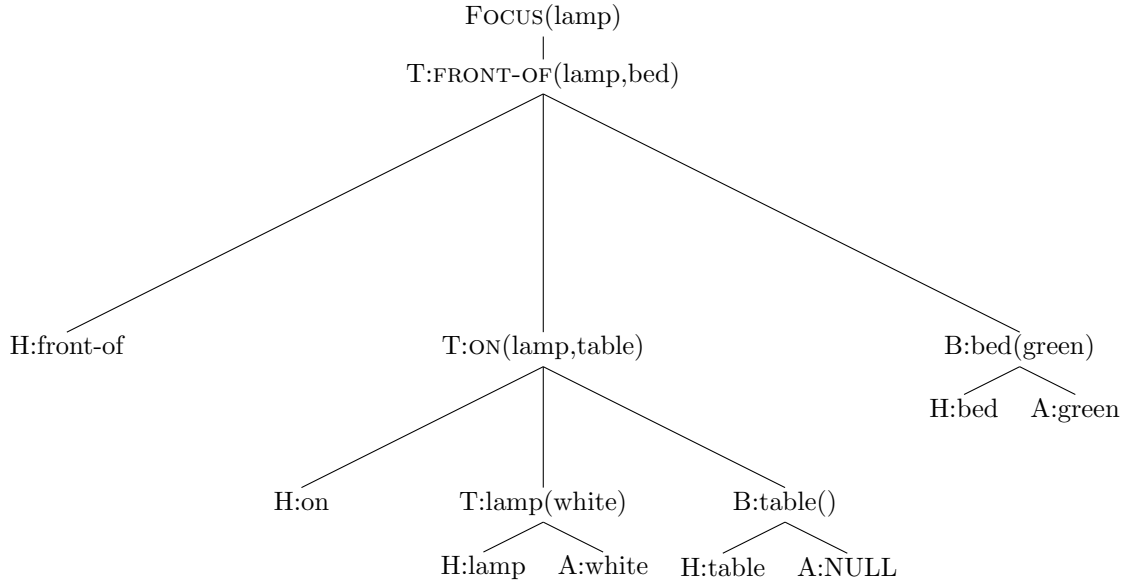 FOCUS(lamp)
T:FRONT-OF(lamp,bed)
H:front-of T:ON(lamp,table) B:bed(green)
H:bed A:green
H:on T:lamp(white) B:table()
H:lamp A:white H:table A:NULL